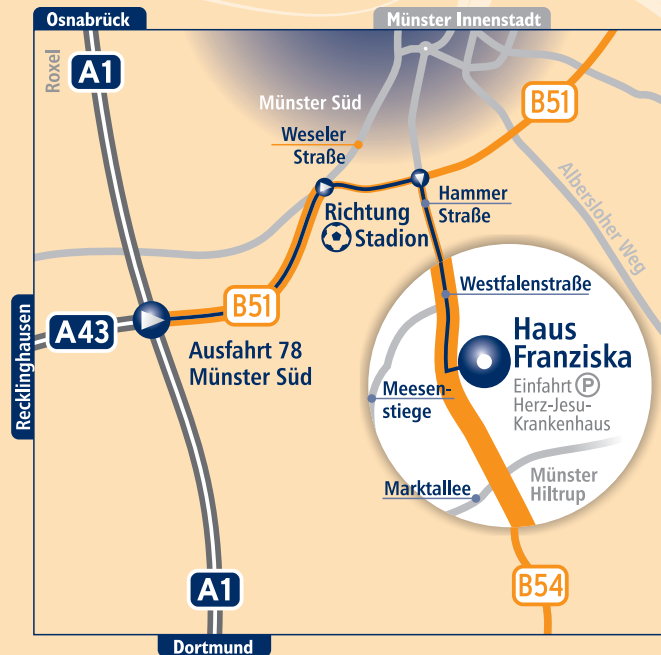 Osnabrück
Münster Innenstadt
Roxel
A1
Münster Süd
B51
Weseler
Straße
Albersloher Weg
Hammer
Straße
Richtung
Stadion
Westfalenstraße
Recklinghausen
A43
B51
Ausfahrt 78
Münster Süd
Haus
Franziska
Einfahrt P
Herz-Jesu-
Krankenhaus
Meesen-
stiege
Marktallee
Münster
Hiltrup
A1
B54
Dortmund